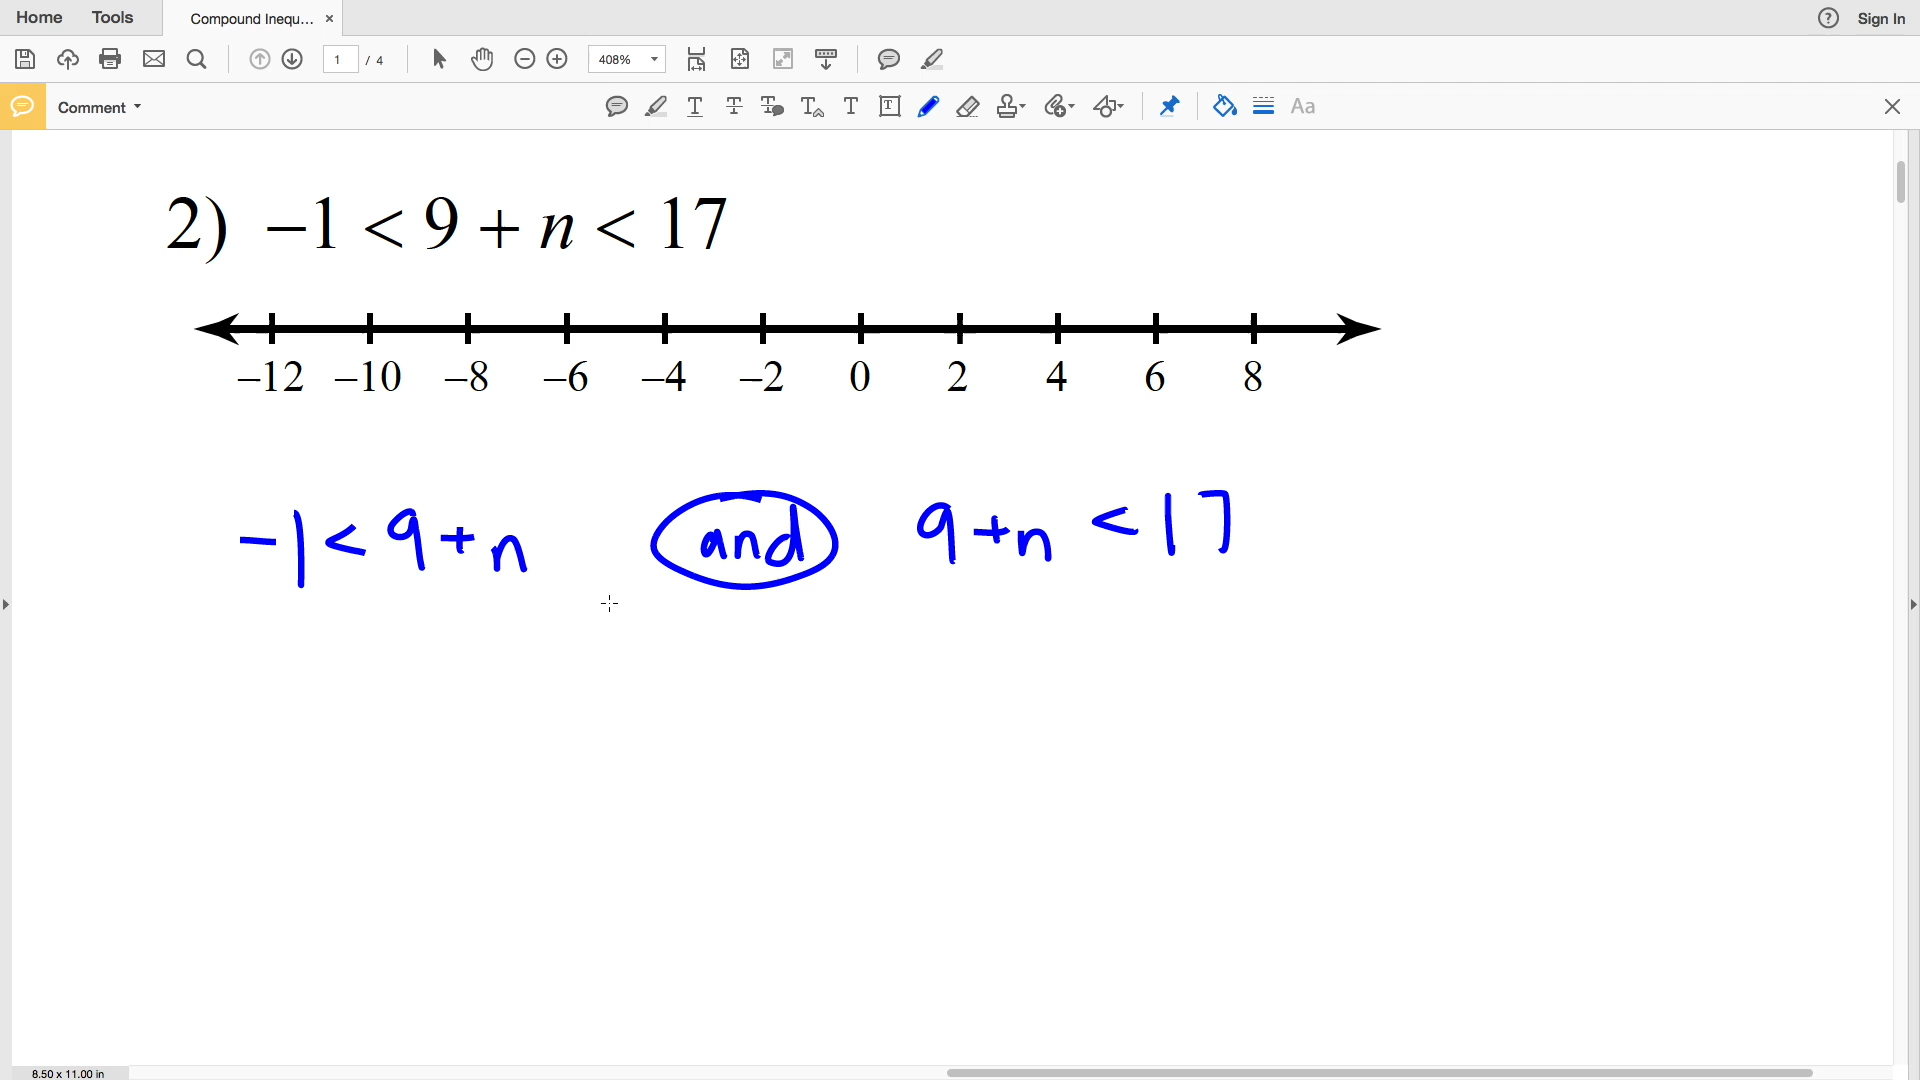 Home Tools Compound Inequ... × ? Sign In
1 / 4 408%
Comment T T T T T T Aa
2) −1 < 9 + n < 17
−12 −10 −8 −6 −4 −2 0 2 4 6 8
-1 < 9 + n and 9 + n < 17
8.50 x 11.00 in